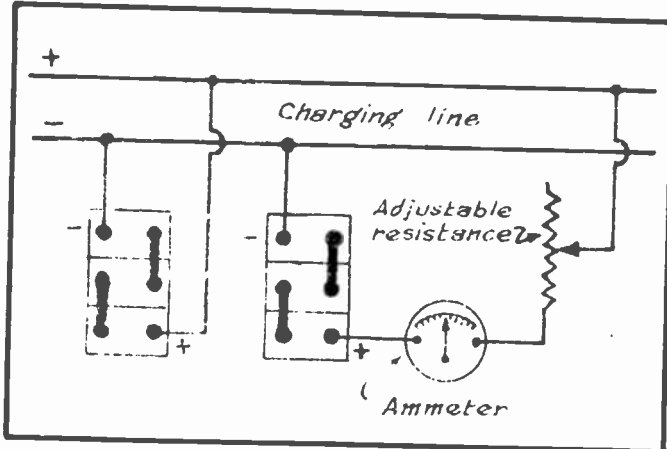 +
Charging line
-
Adjustable
resistance
-
-
+
+
Ammeter